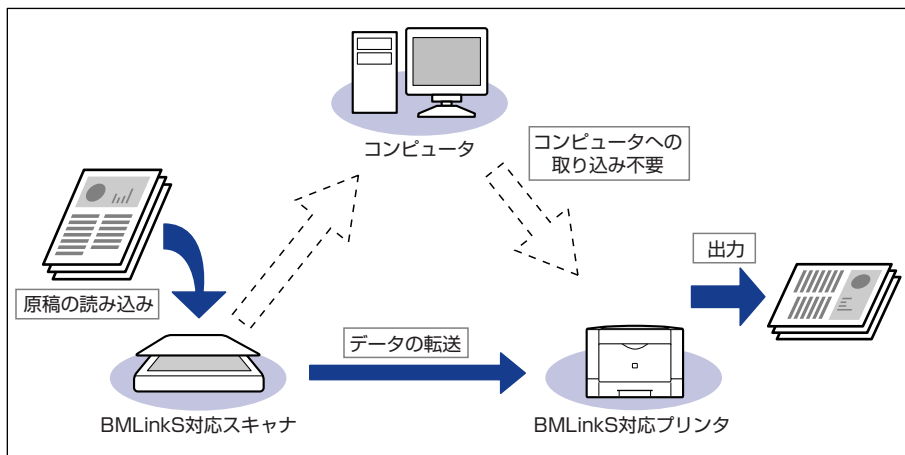 コンピュータ
コンピュータへの
取り込み不要
原稿の読み込み
出力
データの転送
BMLinkS対応スキャナ
BMLinkS対応プリンタ